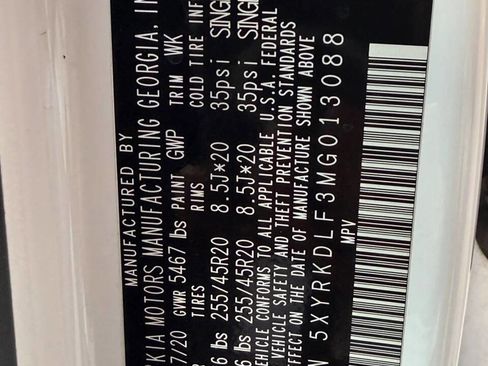 MANUFACTURED BY
KIA MOTORS MANUFACTURING GEORGIA, IN
7/20 GVWR 5467 lbs PAINT GWP TRIM WK
TIRES RIMS COLD TIRE INF
6 lbs 255/45R20 8.5J*20 35psi SINGL
6 lbs 255/45R20 8.5J*20 35psi SINGL
VEHICLE CONFORMS TO ALL APPLICABLE U.S.A. FEDERAL
VEHICLE SAFETY AND THEFT PREVENTION STANDARDS
EFFECT ON THE DATE OF MANUFACTURE SHOWN ABOVE
N 5XYRKDLF3MG013088
MPV